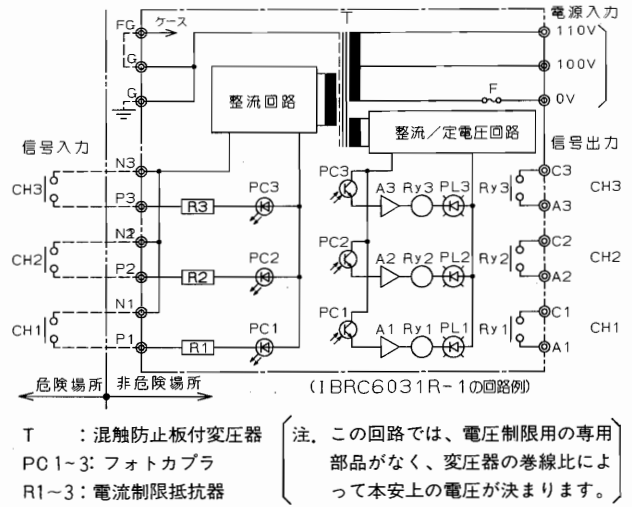 FG ケース T 電源入力
110V
G 100V
整流回路 F
G 0V
整流/定電圧回路
信号入力 信号出力
N3 PC3 C3
CH3 P3 R3 PC3 A3 Ry3 PL3 Ry3 A3 CH3
N2 PC2 C2
CH2 P2 R2 PC2 A2 Ry2 PL2 Ry2 A2 CH2
N1 PC1 C1
CH1 P1 R1 PC1 A1 Ry1 PL1 Ry1 A1 CH1
危険場所 非危険場所 (IBRC6031R-1の回路例)
T :混触防止板付変圧器
PC1~3:フォトカプラ
R1~3:電流制限抵抗器
注. この回路では、電圧制限用の専用
部品がなく、変圧器の巻線比によ
って本安上の電圧が決まります。